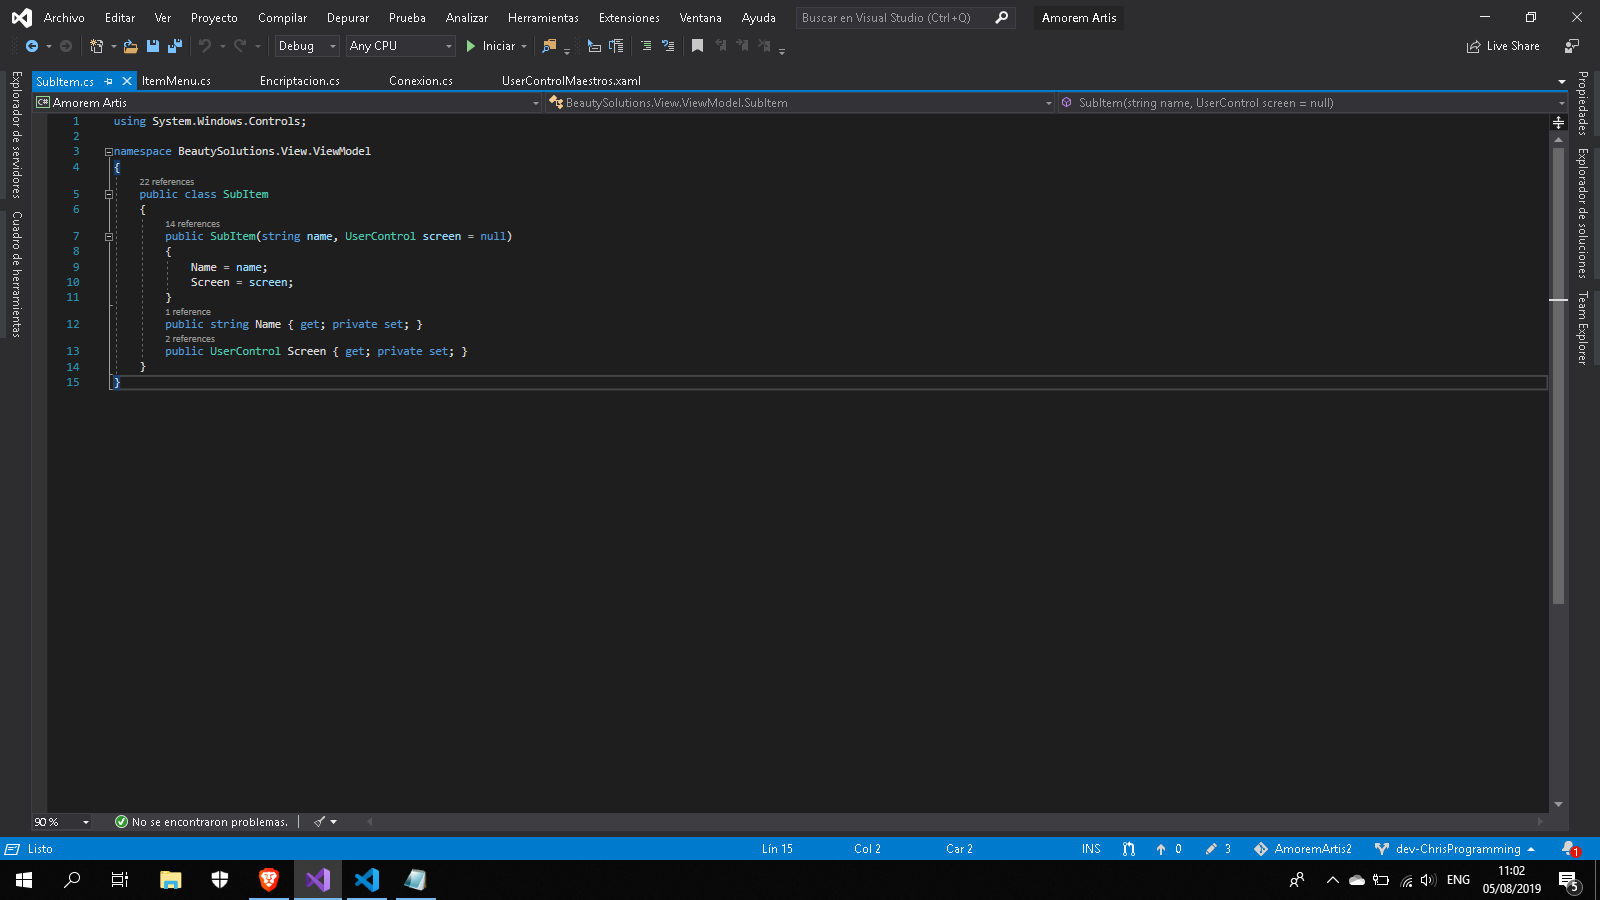 Archivo Editar Ver Proyecto Compilar Depurar Prueba Analizar Herramientas Extensiones Ventana Ayuda Buscar en Visual Studio (Ctrl+Q) Amorem Artis
Debug Any CPU Iniciar Live Share
SubItem.cs ItemMenu.cs Encriptacion.cs Conexion.cs UserControlMaestros.xaml
C# Amorem Artis BeautySolutions.View.ViewModel.SubItem SubItem(string name, UserControl screen = null)
Explorador de servidores
Cuadro de herramientas
1 using System.Windows.Controls;
2
3 namespace BeautySolutions.View.ViewModel
4 {
22 references
5 public class SubItem
6 {
14 references
7 public SubItem(string name, UserControl screen = null)
8 {
9 Name = name;
10 Screen = screen;
11 }
1 reference
12 public string Name { get; private set; }
2 references
13 public UserControl Screen { get; private set; }
14 }
15 }
Propiedades
Explorador de soluciones
Team Explorer
90 % No se encontraron problemas.
Listo Lín 15 Col 2 Car 2 INS 0 3 AmoremArtis2 dev-ChrisProgramming 1
ENG 11:02
05/08/2019 5